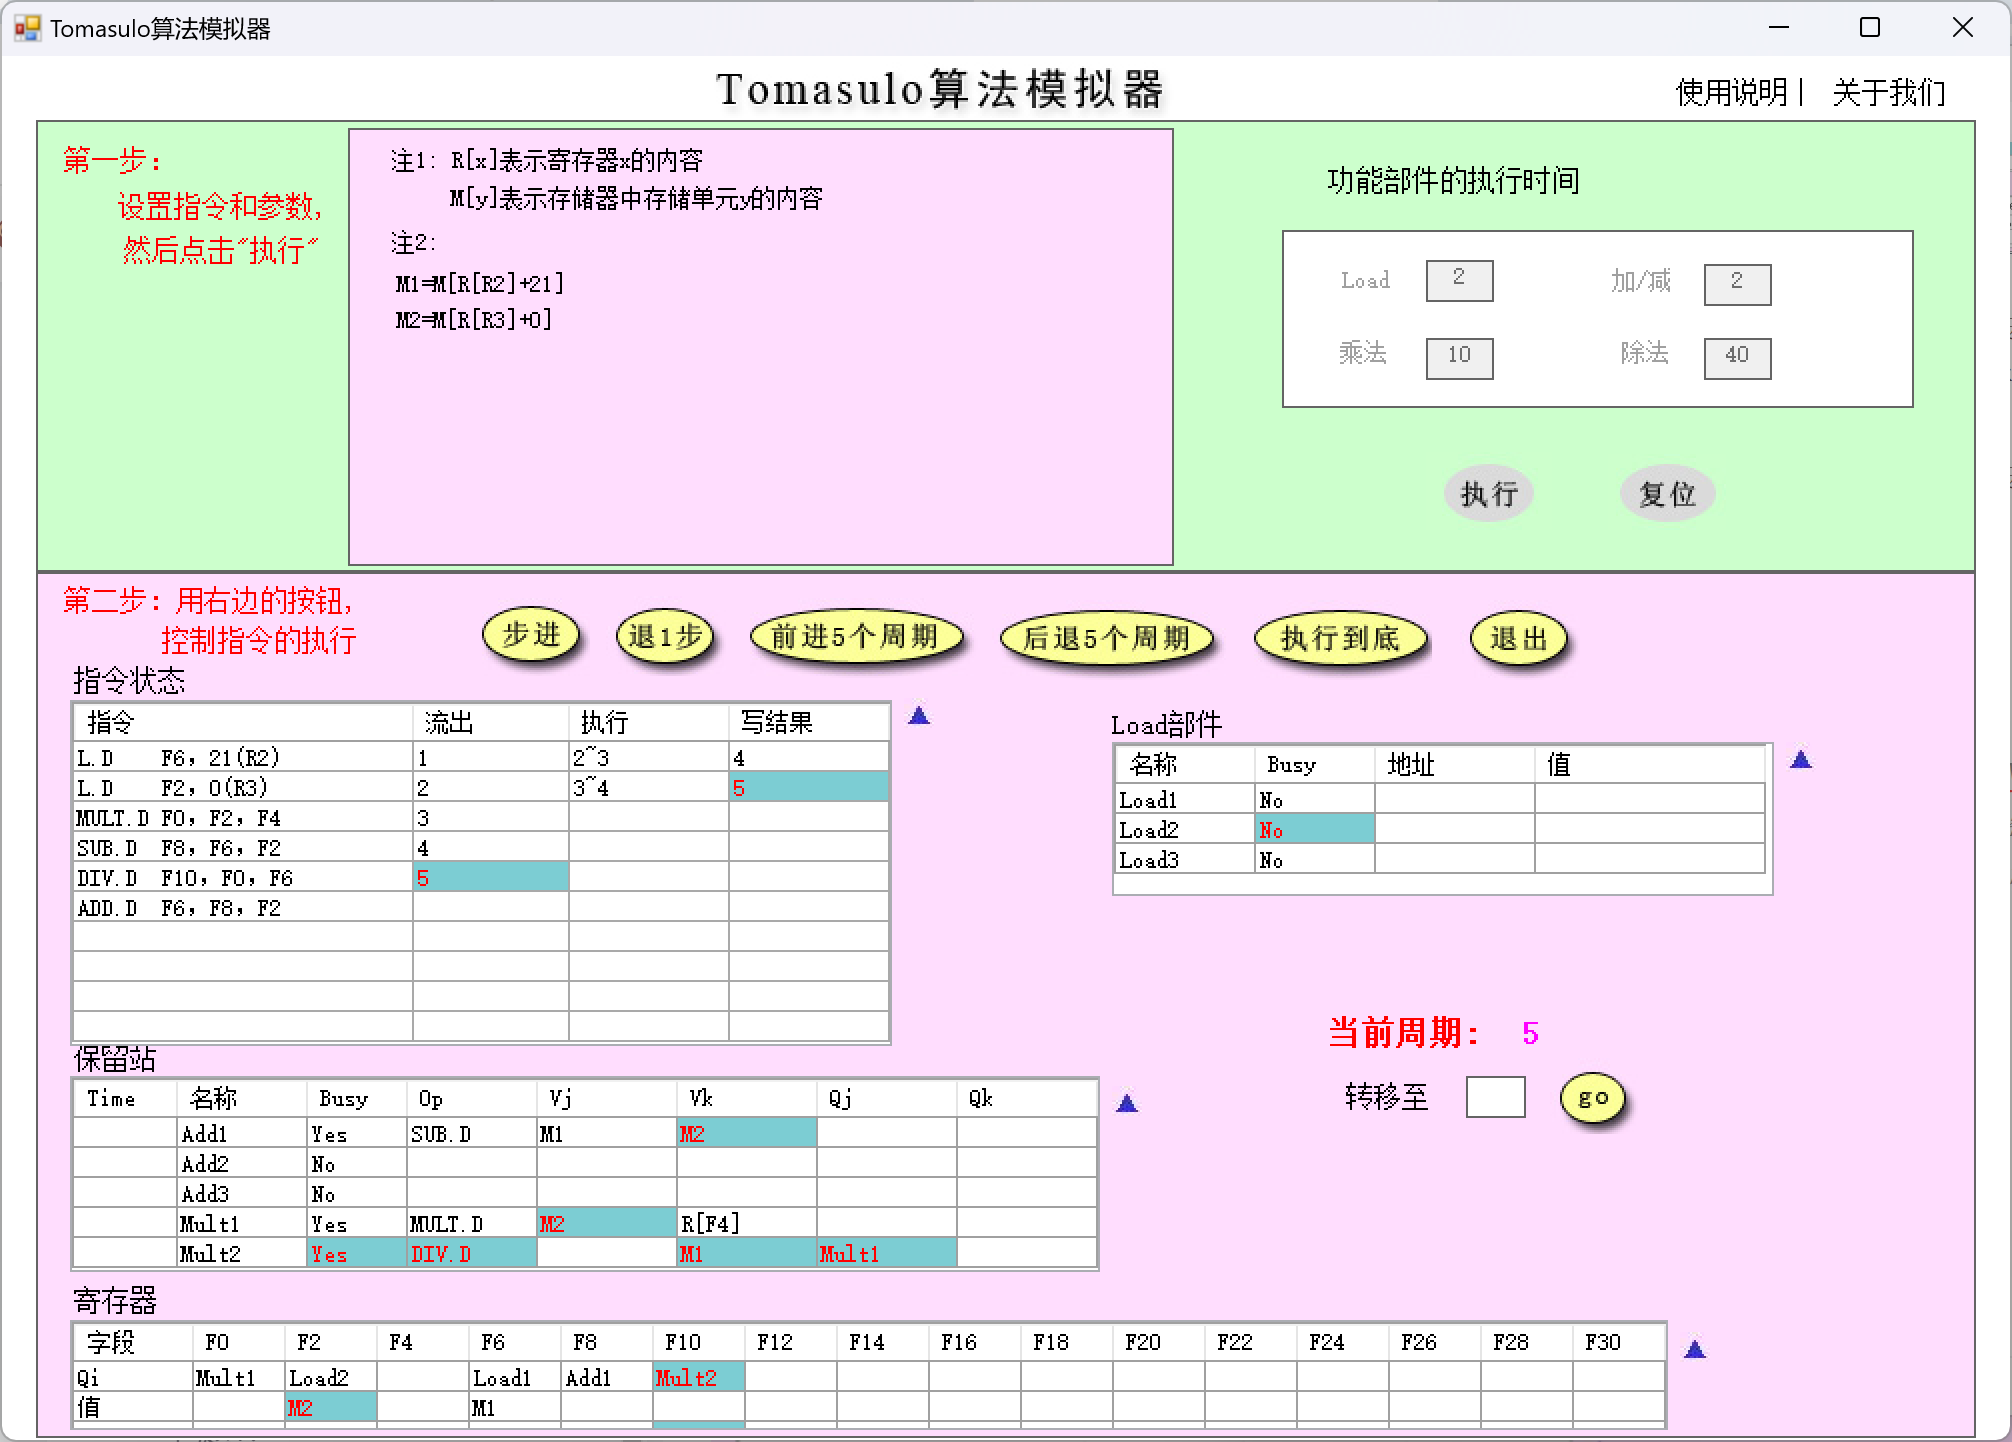 Tomasulo算法模拟器
Tomasulo算法模拟器
使用说明 | 关于我们
第一步：
设置指令和参数,
然后点击"执行"
注1: R[x]表示寄存器x的内容
M[y]表示存储器中存储单元y的内容
注2:
M1=M[R[R2]+21]
M2=M[R[R3]+0]
功能部件的执行时间
Load 2 加/减 2
乘法 10 除法 40
执行 复位
第二步：用右边的按钮,
控制指令的执行
步进 退1步 前进5个周期 后退5个周期 执行到底 退出
指令状态
指令 流出 执行 写结果
L.D F6, 21(R2) 1 2~3 4
L.D F2, 0(R3) 2 3~4 5
MULT.D F0, F2, F4 3
SUB.D F8, F6, F2 4
DIV.D F10, F0, F6 5
ADD.D F6, F8, F2
Load部件
名称 Busy 地址 值
Load1 No
Load2 No
Load3 No
当前周期： 5
转移至 go
保留站
Time 名称 Busy Op Vj Vk Qj Qk
Add1 Yes SUB.D M1 M2
Add2 No
Add3 No
Mult1 Yes MULT.D M2 R[F4]
Mult2 Yes DIV.D M1 Mult1
寄存器
字段 F0 F2 F4 F6 F8 F10 F12 F14 F16 F18 F20 F22 F24 F26 F28 F30
Qi Mult1 Load2 Load1 Add1 Mult2
值 M2 M1